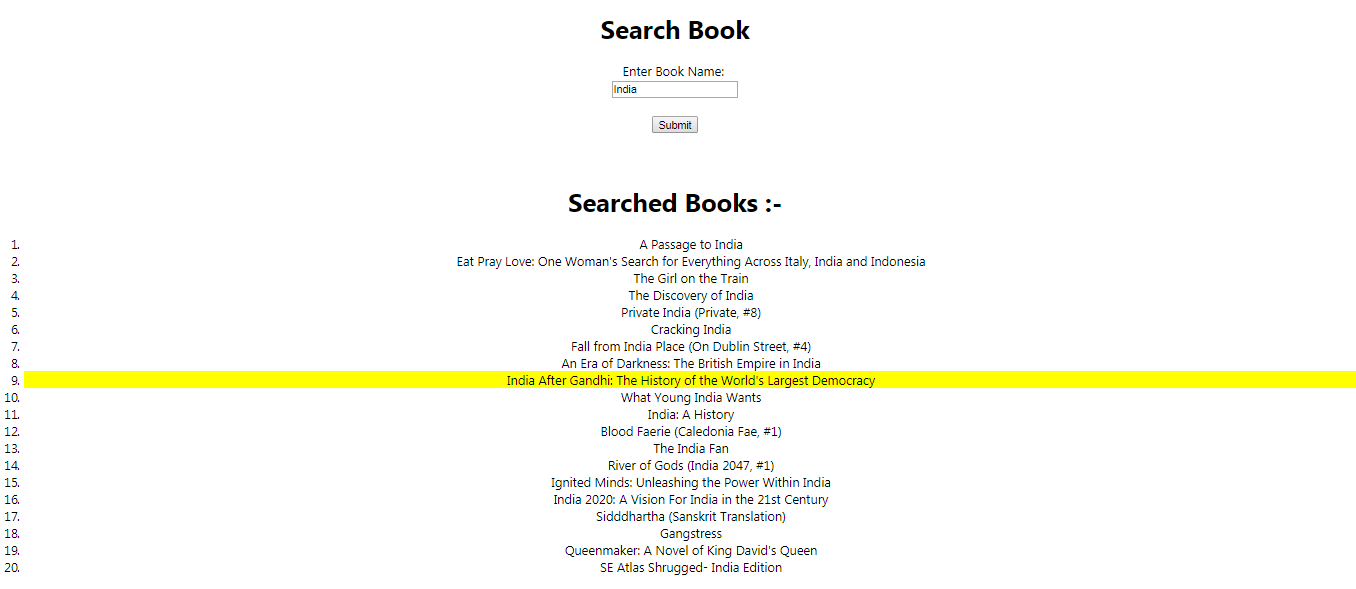 Search Book
Enter Book Name:
India
Submit
Searched Books :-
1. A Passage to India
2. Eat Pray Love: One Woman's Search for Everything Across Italy, India and Indonesia
3. The Girl on the Train
4. The Discovery of India
5. Private India (Private, #8)
6. Cracking India
7. Fall from India Place (On Dublin Street, #4)
8. An Era of Darkness: The British Empire in India
9. India After Gandhi: The History of the World's Largest Democracy
10. What Young India Wants
11. India: A History
12. Blood Faerie (Caledonia Fae, #1)
13. The India Fan
14. River of Gods (India 2047, #1)
15. Ignited Minds: Unleashing the Power Within India
16. India 2020: A Vision For India in the 21st Century
17. Sidddhartha (Sanskrit Translation)
18. Gangstress
19. Queenmaker: A Novel of King David's Queen
20. SE Atlas Shrugged- India Edition